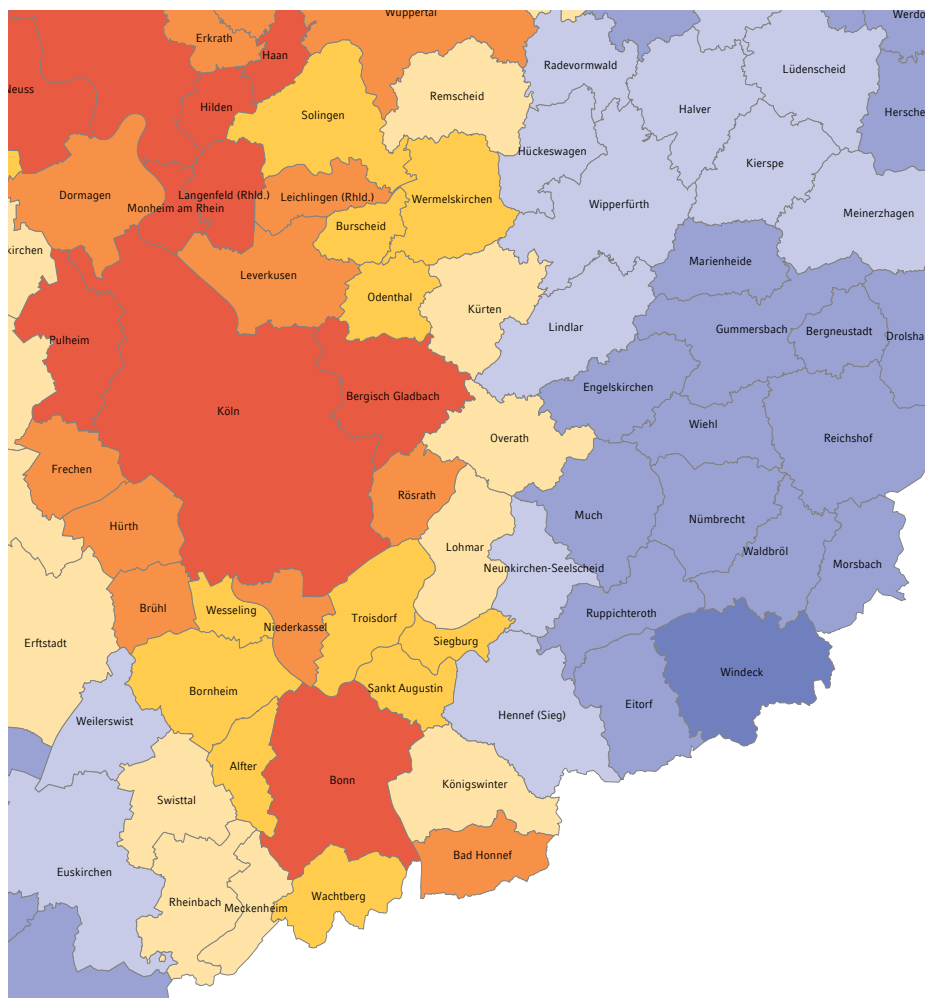 Wuppertal
Werdo
Erkrath
Haan
Radevormwald
Lüdenscheid
Neuss
Remscheid
Hilden
Halver
Hersche
Solingen
Hückeswagen
Kierspe
Dormagen
Langenfeld (Rhld.)
Leichlingen (Rhld.)
Wermelskirchen
Monheim am Rhein
Wipperfürth
Meinerzhagen
Burscheid
kirchen
Marienheide
Leverkusen
Odenthal
Kürten
Lindlar
Gummersbach
Bergneustadt
Drolsha
Pulheim
Engelskirchen
Bergisch Gladbach
Köln
Wiehl
Overath
Reichshof
Frechen
Rösrath
Much
Nümbrecht
Hürth
Lohmar
Waldbröl
Neunkirchen-Seelscheid
Morsbach
Brühl
Wesseling
Ruppichteroth
Troisdorf
Niederkassel
Erftstadt
Siegburg
Windeck
Bornheim
Sankt Augustin
Eitorf
Weilerswist
Hennef (Sieg)
Alfter
Bonn
Königswinter
Swisttal
Bad Honnef
Euskirchen
Wachtberg
Rheinbach
Meckenheim